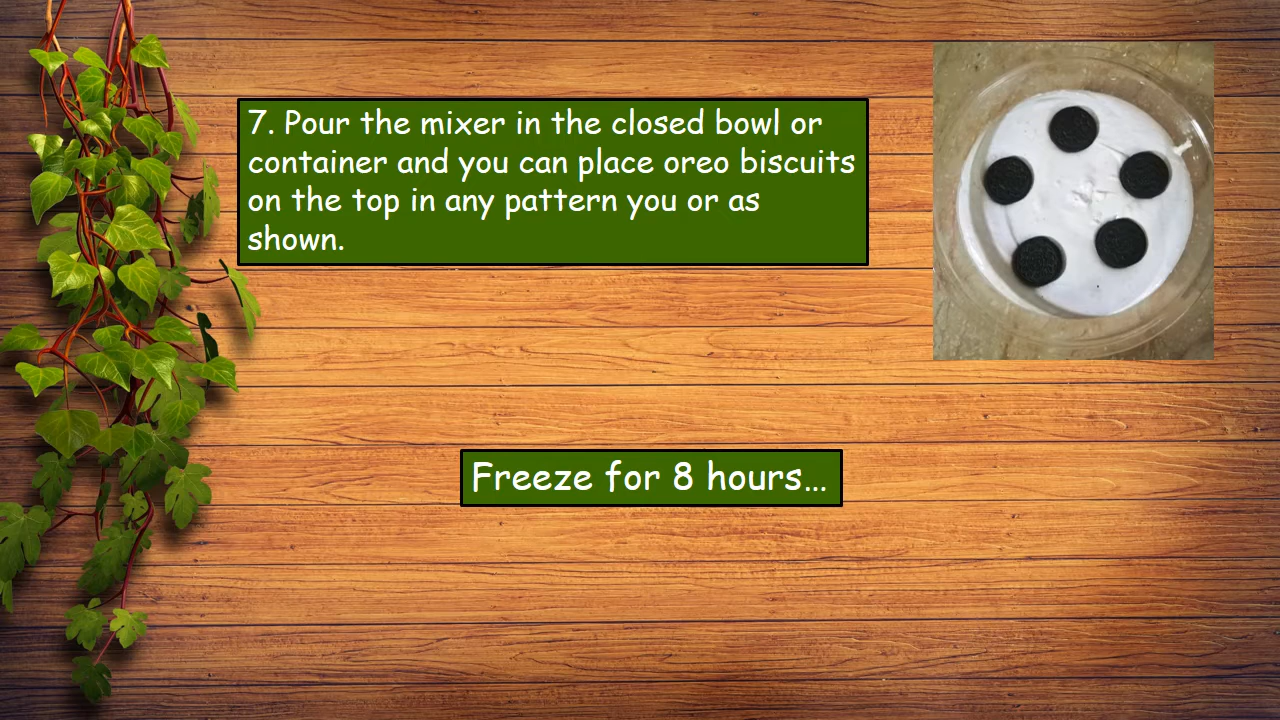 7. Pour the mixer in the closed bowl or
container and you can place oreo biscuits
on the top in any pattern you or as
shown.
Freeze for 8 hours…